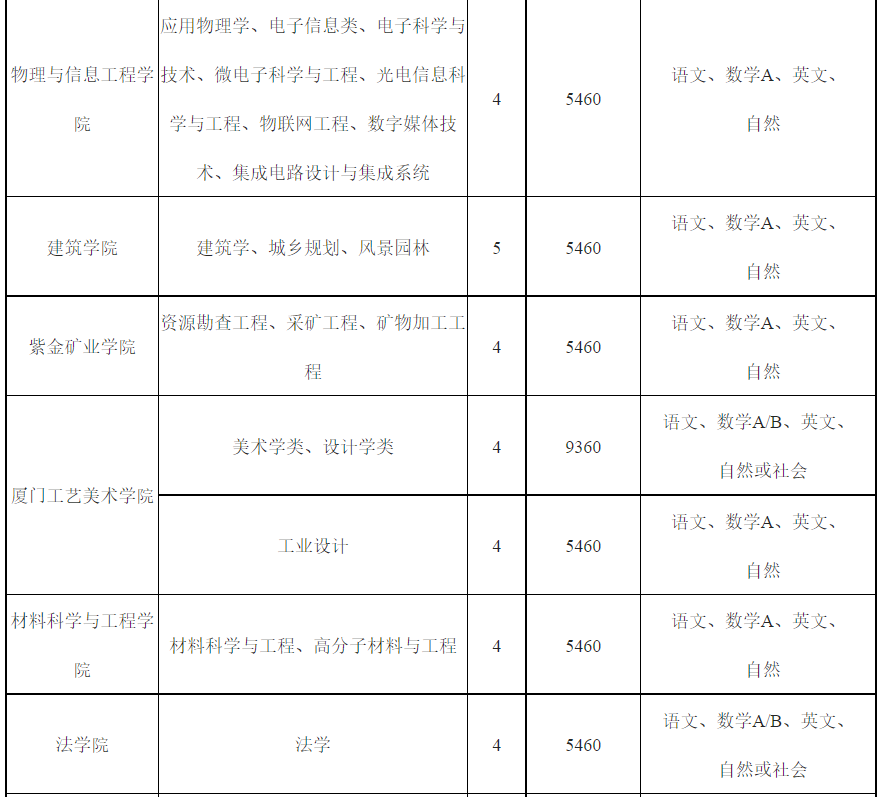 物理与信息工程学
院
应用物理学、电子信息类、电子科学与
技术、微电子科学与工程、光电信息科
学与工程、物联网工程、数字媒体技
术、集成电路设计与集成系统
4
5460
语文、数学A、英文、
自然
建筑学院
建筑学、城乡规划、风景园林
5
5460
语文、数学A、英文、
自然
紫金矿业学院
资源勘查工程、采矿工程、矿物加工工
程
4
5460
语文、数学A、英文、
自然
厦门工艺美术学院
美术学类、设计学类
4
9360
语文、数学A/B、英文、
自然或社会
工业设计
4
5460
语文、数学A、英文、
自然
材料科学与工程学
院
材料科学与工程、高分子材料与工程
4
5460
语文、数学A、英文、
自然
法学院
法学
4
5460
语文、数学A/B、英文、
自然或社会